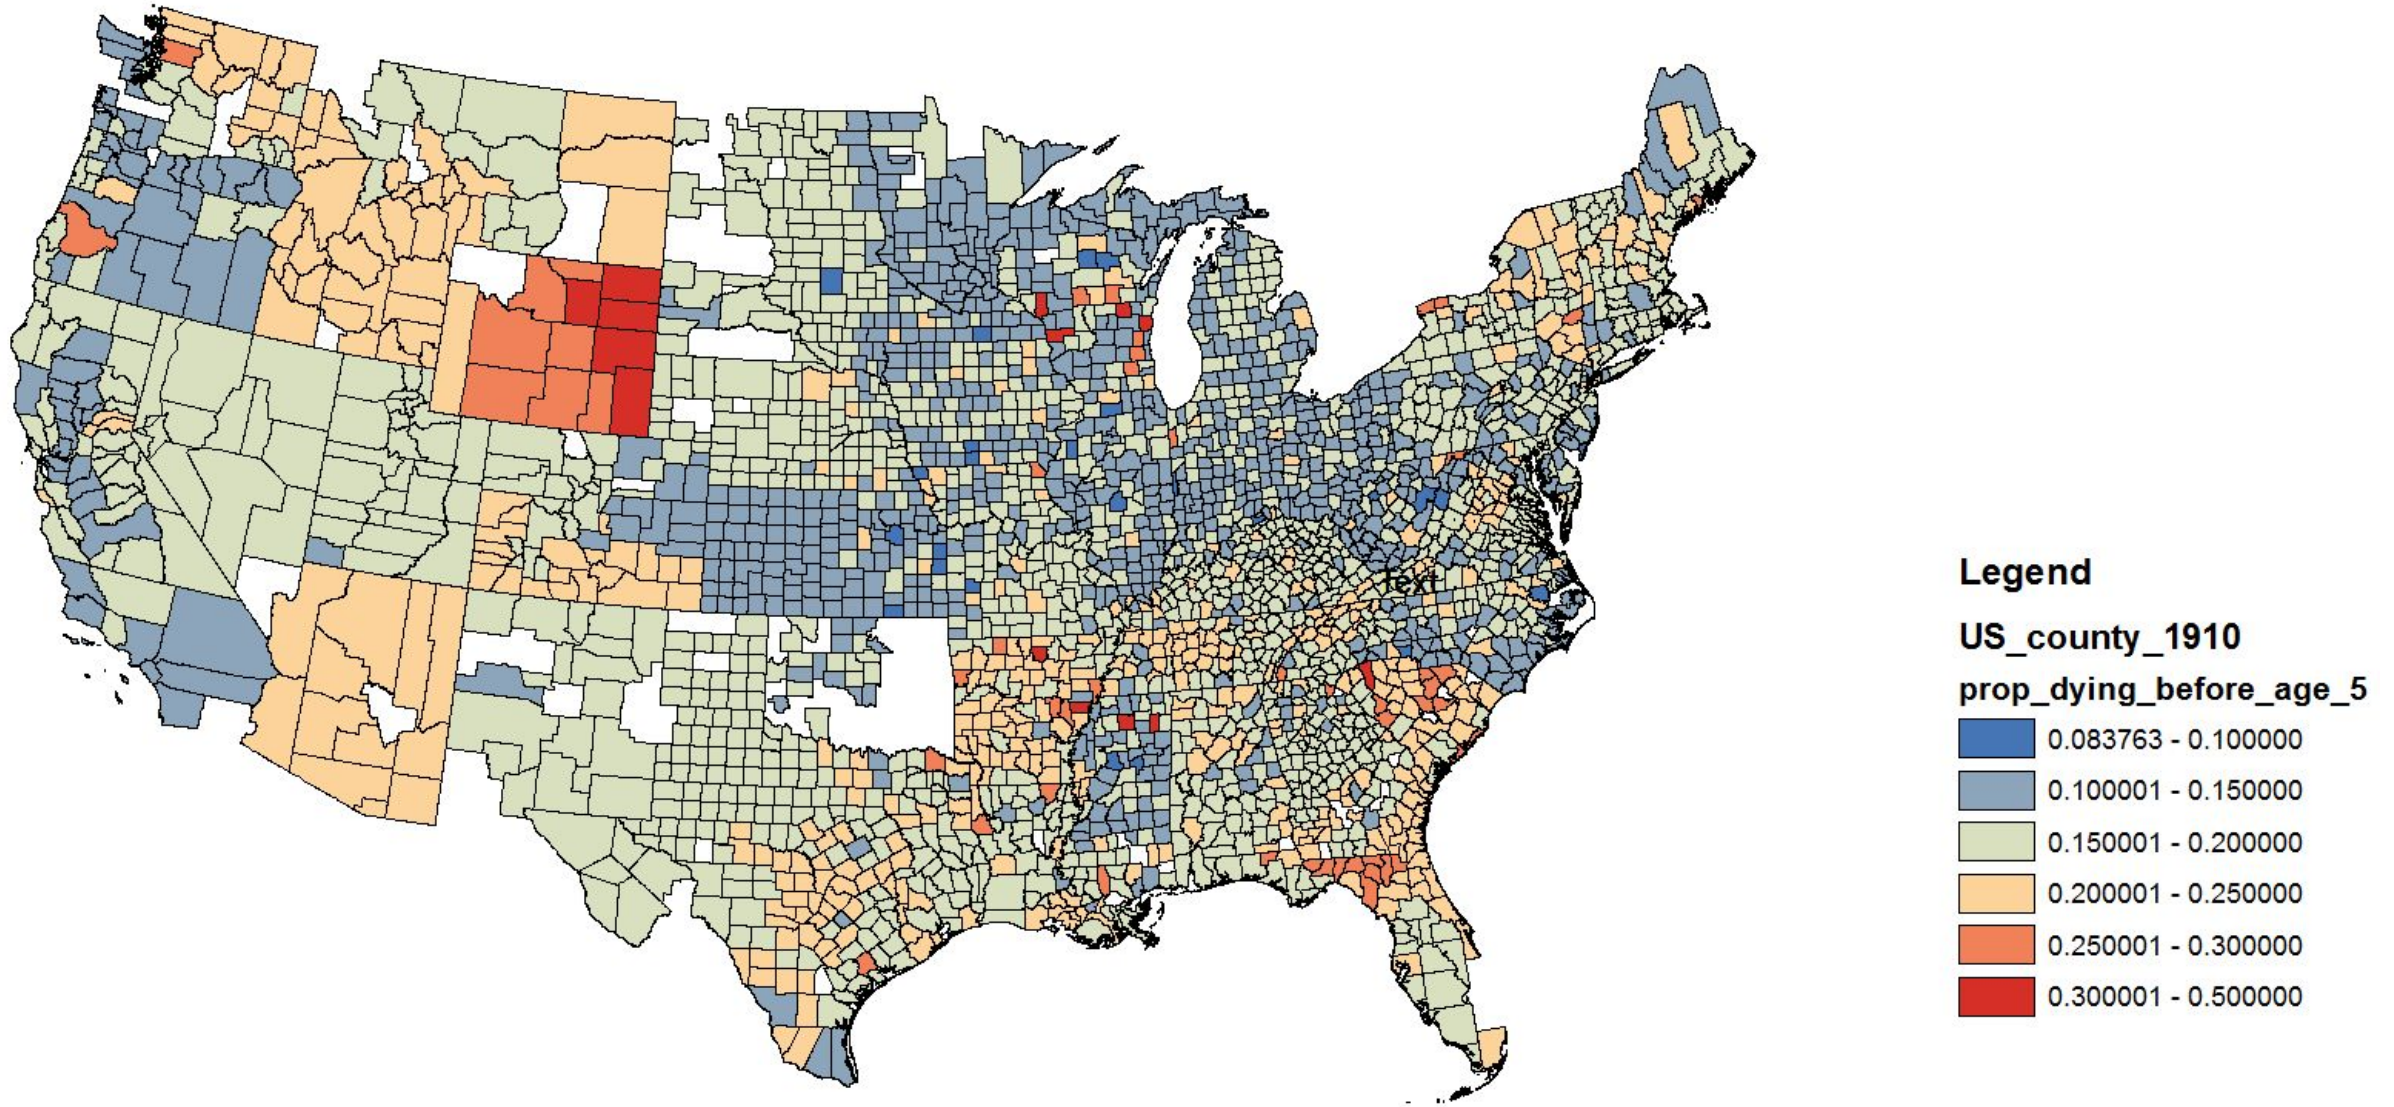 Text
Legend
US_county_1910
prop_dying_before_age_5
0.083763 - 0.100000
0.100001 - 0.150000
0.150001 - 0.200000
0.200001 - 0.250000
0.250001 - 0.300000
0.300001 - 0.500000